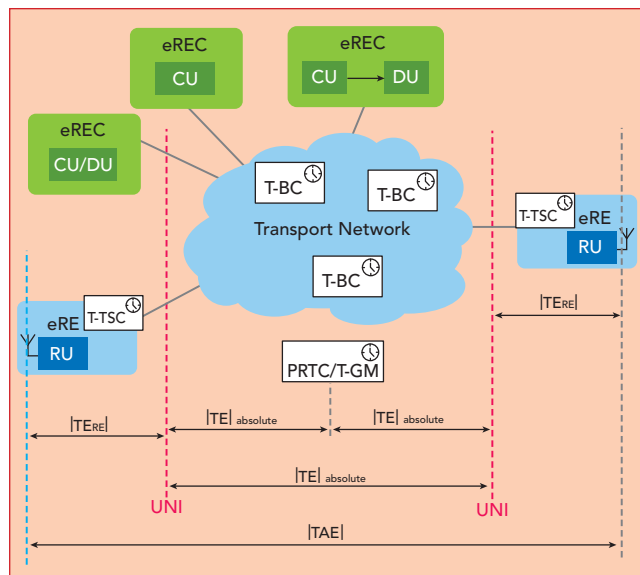 eREC
CU
eREC
CU
DU
eREC
CU/DU
T-BC
T-BC
Transport Network
T-BC
T-TSC
eRE
RU
T-TSC
eRE
RU
|TERE|
PRTC/T-GM
|TERE|
|TE| absolute
|TE| absolute
|TE| absolute
UNI
UNI
|TAE|